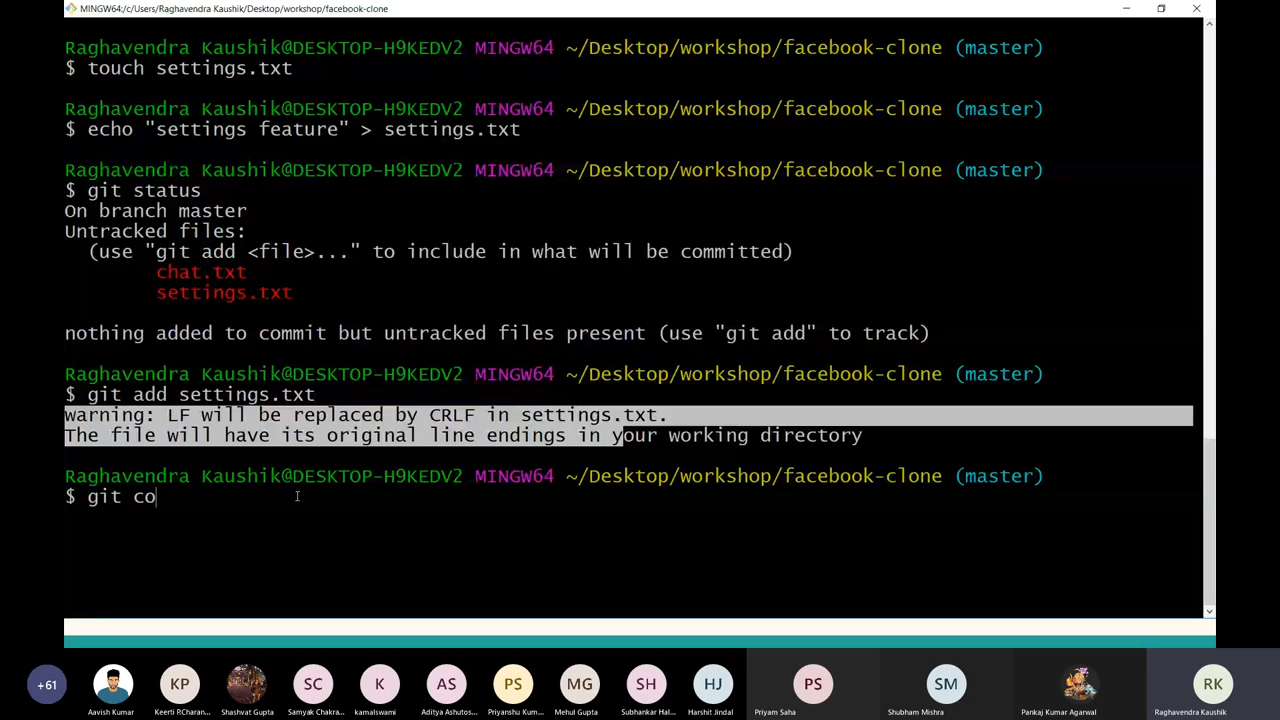 MINGW64:/c/Users/Raghavendra Kaushik/Desktop/workshop/facebook-clone
Raghavendra Kaushik@DESKTOP-H9KEDV2 MINGW64 ~/Desktop/workshop/facebook-clone (master)
$ touch settings.txt
Raghavendra Kaushik@DESKTOP-H9KEDV2 MINGW64 ~/Desktop/workshop/facebook-clone (master)
$ echo "settings feature" > settings.txt
Raghavendra Kaushik@DESKTOP-H9KEDV2 MINGW64 ~/Desktop/workshop/facebook-clone (master)
$ git status
On branch master
Untracked files:
(use "git add <file>..." to include in what will be committed)
chat.txt
settings.txt
nothing added to commit but untracked files present (use "git add" to track)
Raghavendra Kaushik@DESKTOP-H9KEDV2 MINGW64 ~/Desktop/workshop/facebook-clone (master)
$ git add settings.txt
warning: LF will be replaced by CRLF in settings.txt.
The file will have its original line endings in your working directory
Raghavendra Kaushik@DESKTOP-H9KEDV2 MINGW64 ~/Desktop/workshop/facebook-clone (master)
$ git co
+61 KP SC K AS PS MG SH HJ PS SM RK
Aavish Kumar Keerti P.Charan... Shashvat Gupta Samyak Chakra... kamalswami Aditya Ashutos... Priyanshu Kum... Mehul Gupta Subhankar Hal... Harshit Jindal Priyam Saha Shubham Mishra Pankaj Kumar Agarwal Raghavendra Kaushik